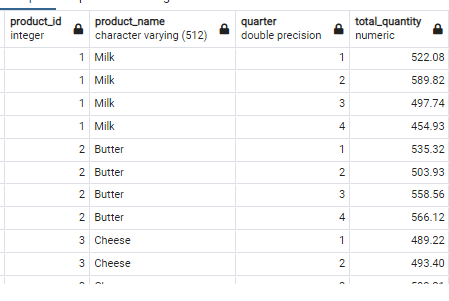 product_id product_name quarter total_quantity
integer character varying (512) double precision numeric
1 Milk 1 522.08
1 Milk 2 589.82
1 Milk 3 497.74
1 Milk 4 454.93
2 Butter 1 535.32
2 Butter 2 503.93
2 Butter 3 558.56
2 Butter 4 566.12
3 Cheese 1 489.22
3 Cheese 2 493.40